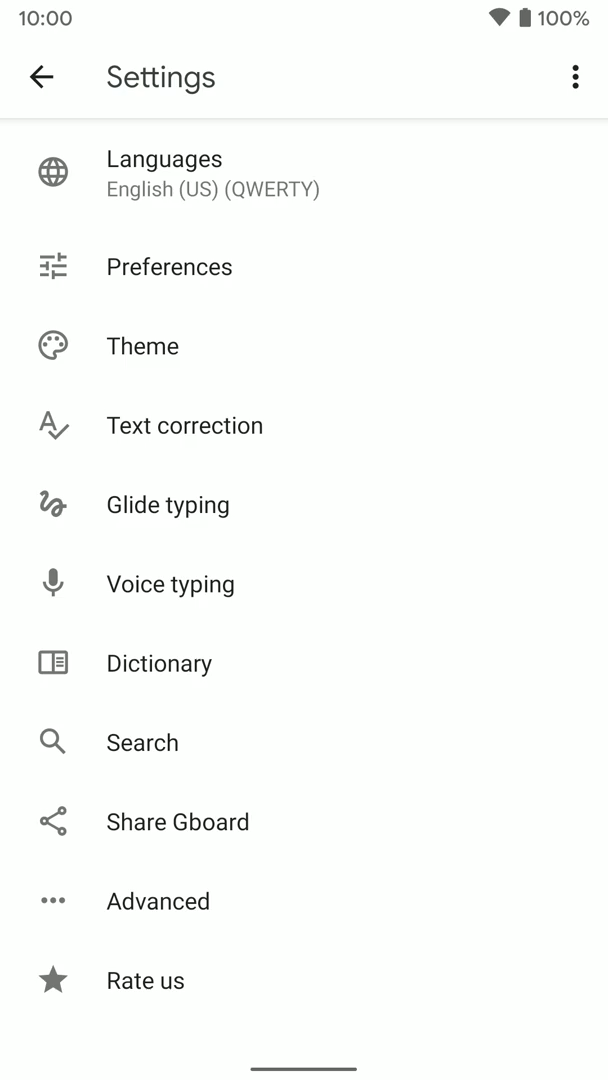 10:00
100%
Settings
Languages
English (US) (QWERTY)
Preferences
Theme
Text correction
Glide typing
Voice typing
Dictionary
Search
Share Gboard
Advanced
Rate us